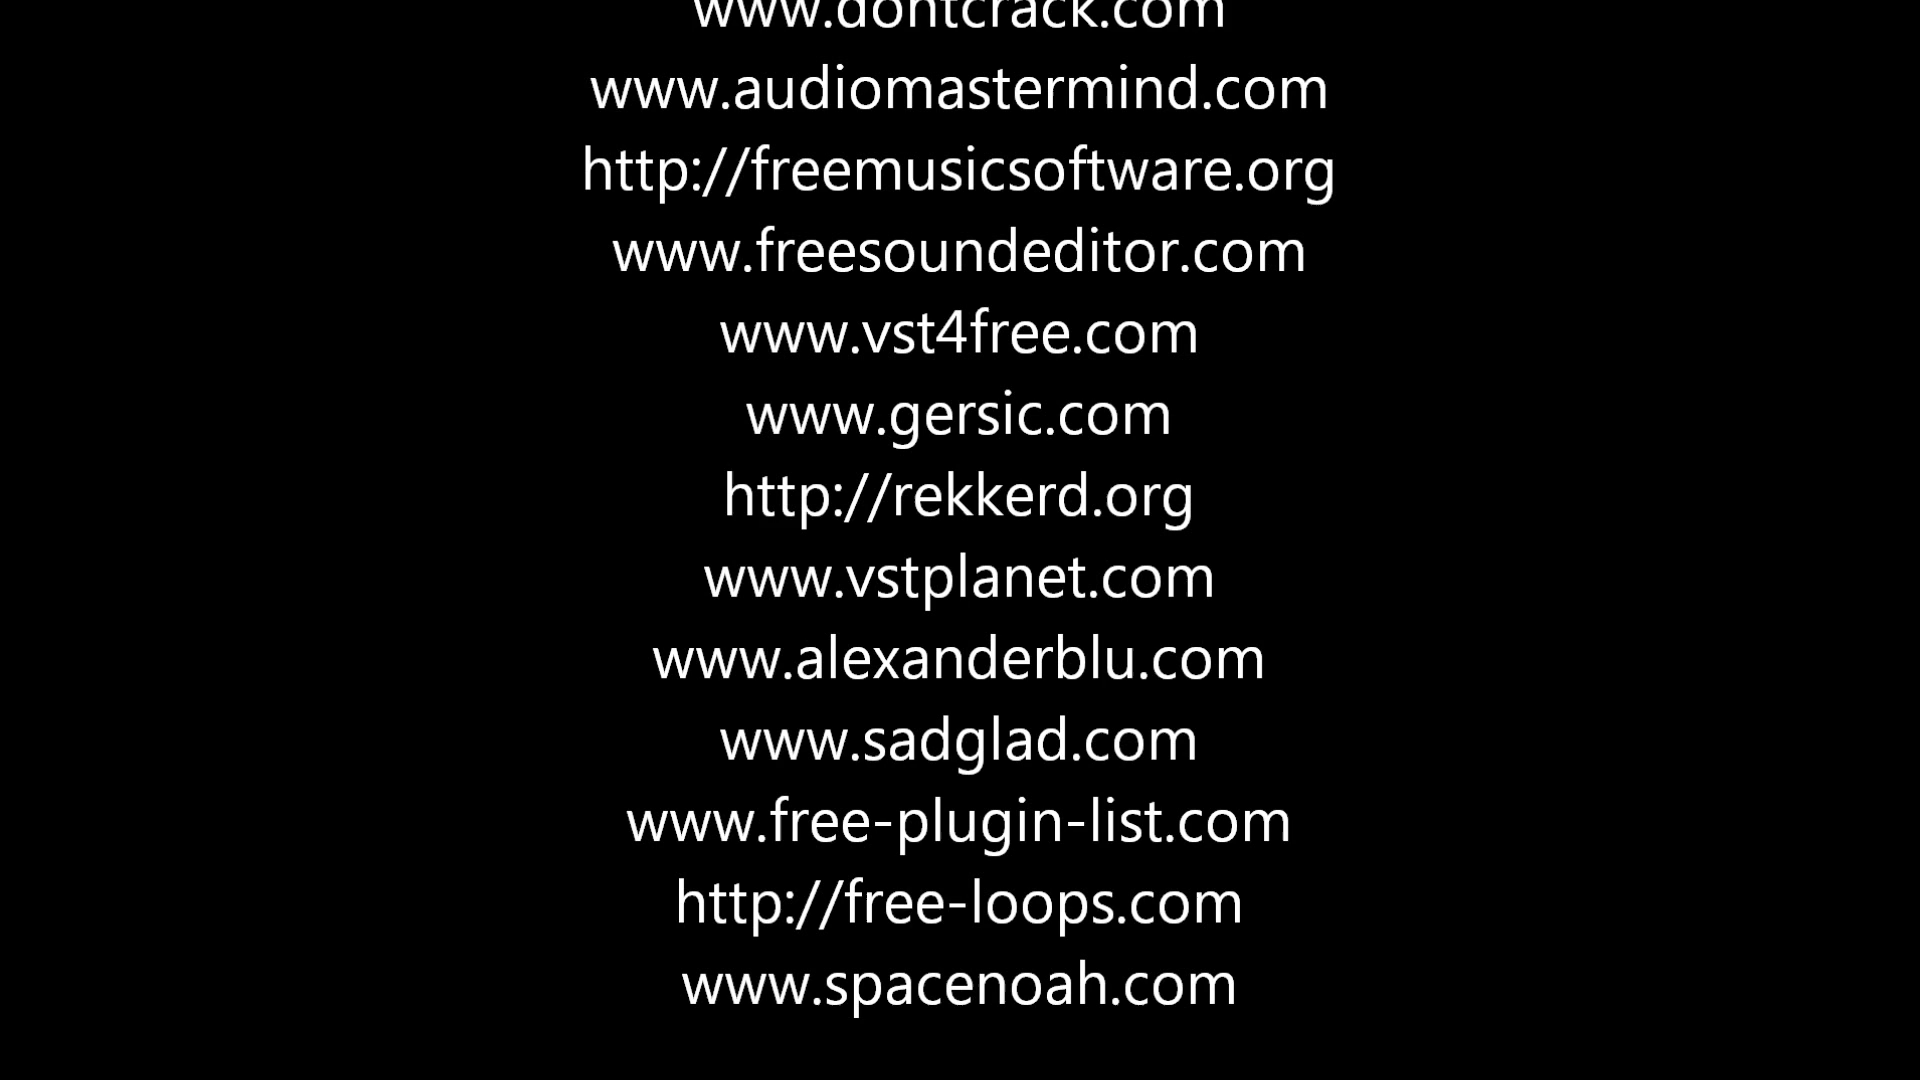 www.dontcrack.com
www.audiomastermind.com
http://freemusicsoftware.org
www.freesoundeditor.com
www.vst4free.com
www.gersic.com
http://rekkerd.org
www.vstplanet.com
www.alexanderblu.com
www.sadglad.com
www.free-plugin-list.com
http://free-loops.com
www.spacenoah.com